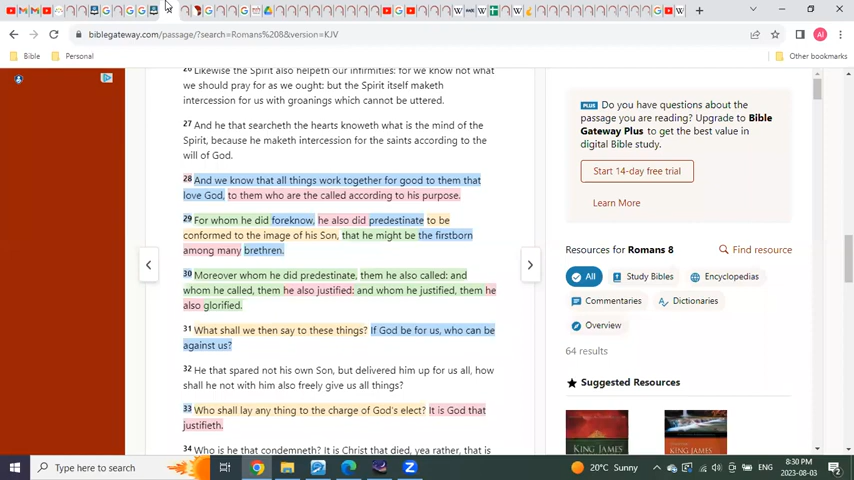 biblegateway.com/passage/?search=Romans%208&version=KJV
AI
Bible
Personal
Other bookmarks
26 Likewise the Spirit also helpeth our infirmities: for we know not what
we should pray for as we ought: but the Spirit itself maketh
intercession for us with groanings which cannot be uttered.
27 And he that searcheth the hearts knoweth what is the mind of the
Spirit, because he maketh intercession for the saints according to the
will of God.
28 And we know that all things work together for good to them that
love God, to them who are the called according to his purpose.
29 For whom he did foreknow, he also did predestinate to be
conformed to the image of his Son, that he might be the firstborn
among many brethren.
30 Moreover whom he did predestinate, them he also called: and
whom he called, them he also justified: and whom he justified, them he
also glorified.
31 What shall we then say to these things? If God be for us, who can be
against us?
32 He that spared not his own Son, but delivered him up for us all, how
shall he not with him also freely give us all things?
33 Who shall lay any thing to the charge of God's elect? It is God that
justifieth.
34 Who is he that condemneth? It is Christ that died, yea rather, that is
PLUS Do you have questions about the
passage you are reading? Upgrade to Bible
Gateway Plus to get the best value in
digital Bible study.
Start 14-day free trial
Learn More
Resources for Romans 8
Find resource
All
Study Bibles
Encyclopedias
Commentaries
Dictionaries
Overview
64 results
Suggested Resources
KING JAMES
KING JAMES
Type here to search
20°C Sunny
ENG
8:30 PM
2023-08-03
2